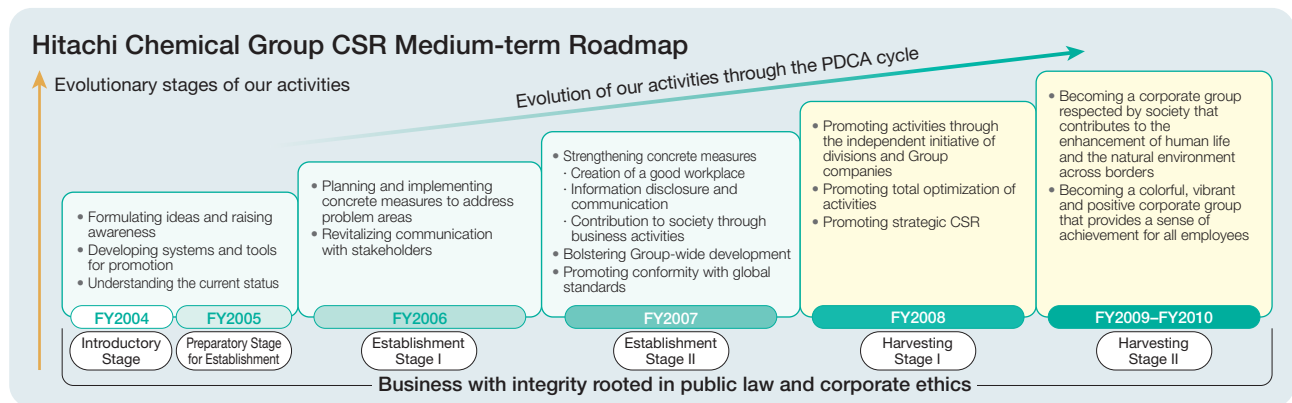 Hitachi Chemical Group CSR Medium-term Roadmap
Evolutionary stages of our activities
Evolution of our activities through the PDCA cycle
• Formulating ideas and raising
awareness
• Developing systems and tools
for promotion
• Understanding the current status
FY2004
Introductory
Stage
FY2005
Preparatory Stage
for Establishment
• Planning and implementing
concrete measures to address
problem areas
• Revitalizing communication
with stakeholders
FY2006
Establishment
Stage I
• Strengthening concrete measures
· Creation of a good workplace
· Information disclosure and
communication
· Contribution to society through
business activities
• Bolstering Group-wide development
• Promoting conformity with global
standards
FY2007
Establishment
Stage II
• Promoting activities through
the independent initiative of
divisions and Group
companies
• Promoting total optimization of
activities
• Promoting strategic CSR
FY2008
Harvesting
Stage I
• Becoming a corporate group
respected by society that
contributes to the
enhancement of human life
and the natural environment
across borders
• Becoming a colorful, vibrant
and positive corporate group
that provides a sense of
achievement for all employees
FY2009–FY2010
Harvesting
Stage II
Business with integrity rooted in public law and corporate ethics